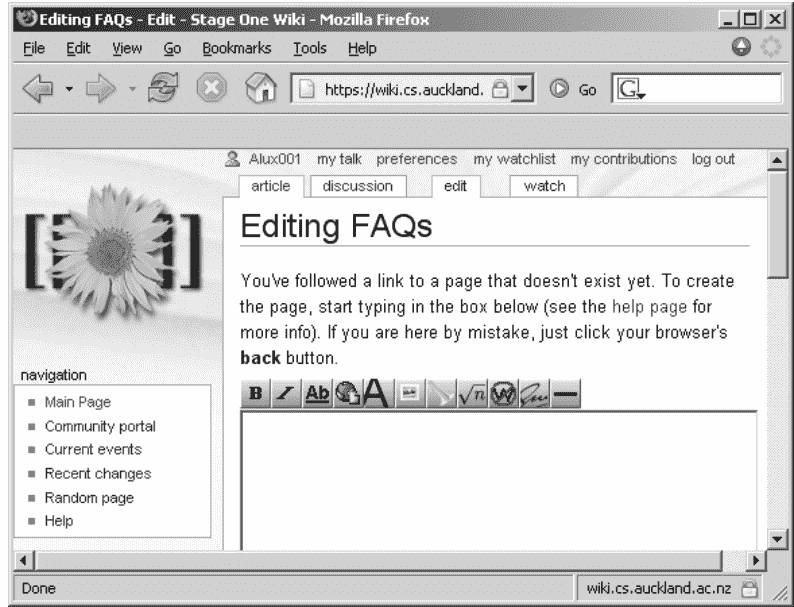 Editing FAQs - Edit - Stage One Wiki - Mozilla Firefox
File Edit View Go Bookmarks Tools Help
https://wiki.cs.auckland. Go G
Alux001 my talk preferences my watchlist my contributions log out
article discussion edit watch
Editing FAQs
You've followed a link to a page that doesn't exist yet. To create
the page, start typing in the box below (see the help page for
more info). If you are here by mistake, just click your browser's
back button.
B I Ab A √n W
navigation
Main Page
Community portal
Current events
Recent changes
Random page
Help
Done wiki.cs.auckland.ac.nz